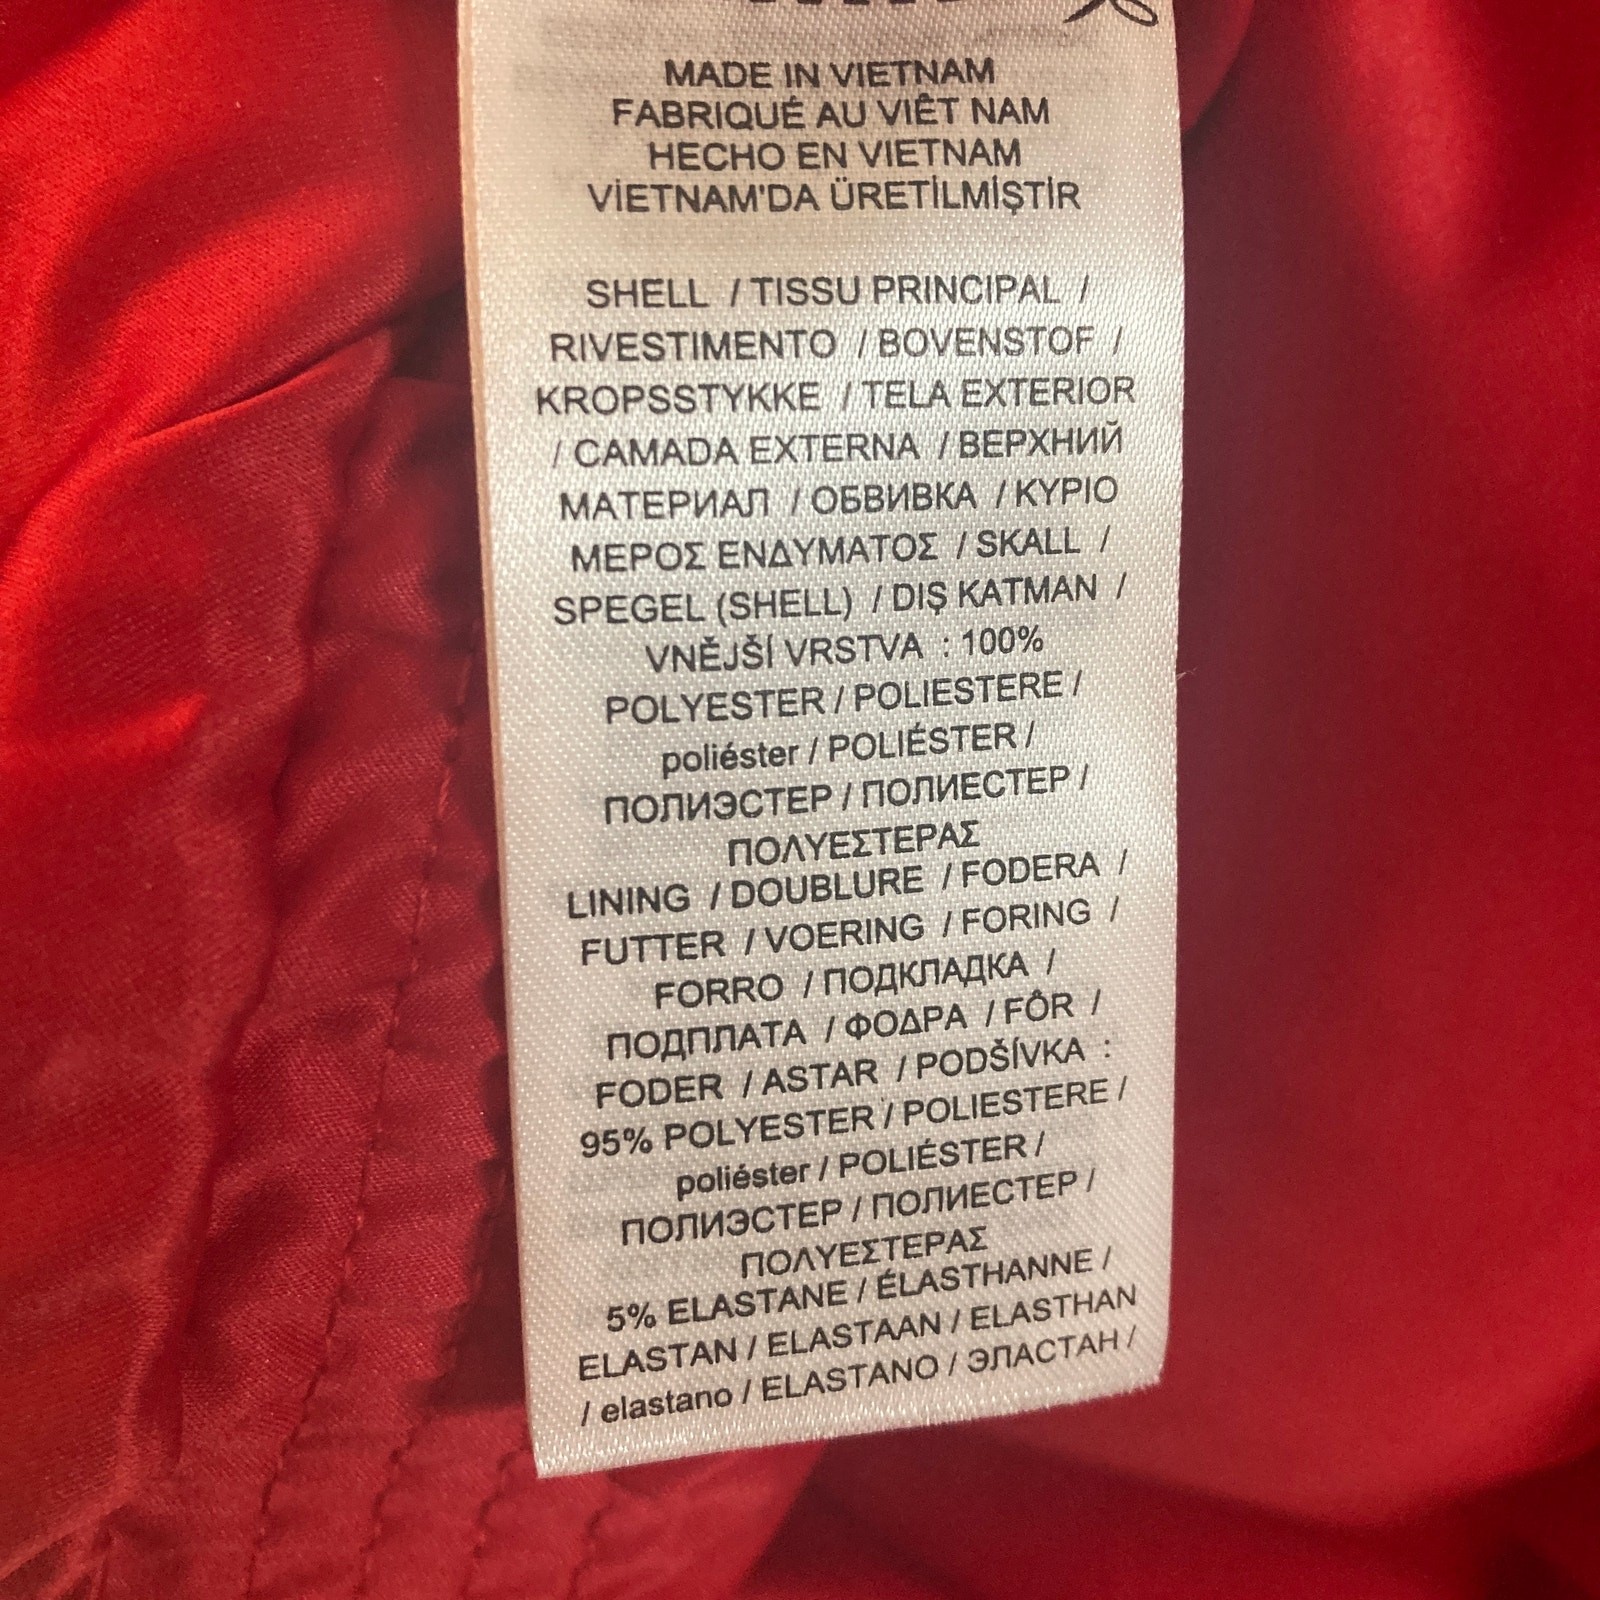 MADE IN VIETNAM
FABRIQUÉ AU VIÊT NAM
HECHO EN VIETNAM
VİETNAM'DA ÜRETİLMİŞTİR
SHELL / TISSU PRINCIPAL /
RIVESTIMENTO / BOVENSTOF /
KROPSSTYKKE / TELA EXTERIOR
/ CAMADA EXTERNA / ВЕРХНИЙ
МАТЕРИАЛ / ОБВИВКА / ΚΥΡΙΟ
ΜΕΡΟΣ ΕΝΔΥΜΑΤΟΣ / SKALL /
SPEGEL (SHELL) / DIŞ KATMAN /
VNĚJŠÍ VRSTVA : 100%
POLYESTER / POLIESTERE /
poliéster / POLIÉSTER /
ПОЛИЭСТЕР / ПОЛИЕСТЕР /
ΠΟΛΥΕΣΤΕΡΑΣ
LINING / DOUBLURE / FODERA /
FUTTER / VOERING / FORING /
FORRO / ПОДКЛАДКА /
ПОДПЛАТА / ΦΟΔΡΑ / FÔR /
FODER / ASTAR / PODŠÍVKA :
95% POLYESTER / POLIESTERE /
poliéster / POLIÉSTER /
ПОЛИЭСТЕР / ПОЛИЕСТЕР /
ΠΟΛΥΕΣΤΕΡΑΣ
5% ELASTANE / ÉLASTHANNE /
ELASTAN / ELASTAAN / ELASTHAN
/ elastano / ELASTANO / ЭЛАСТАН /